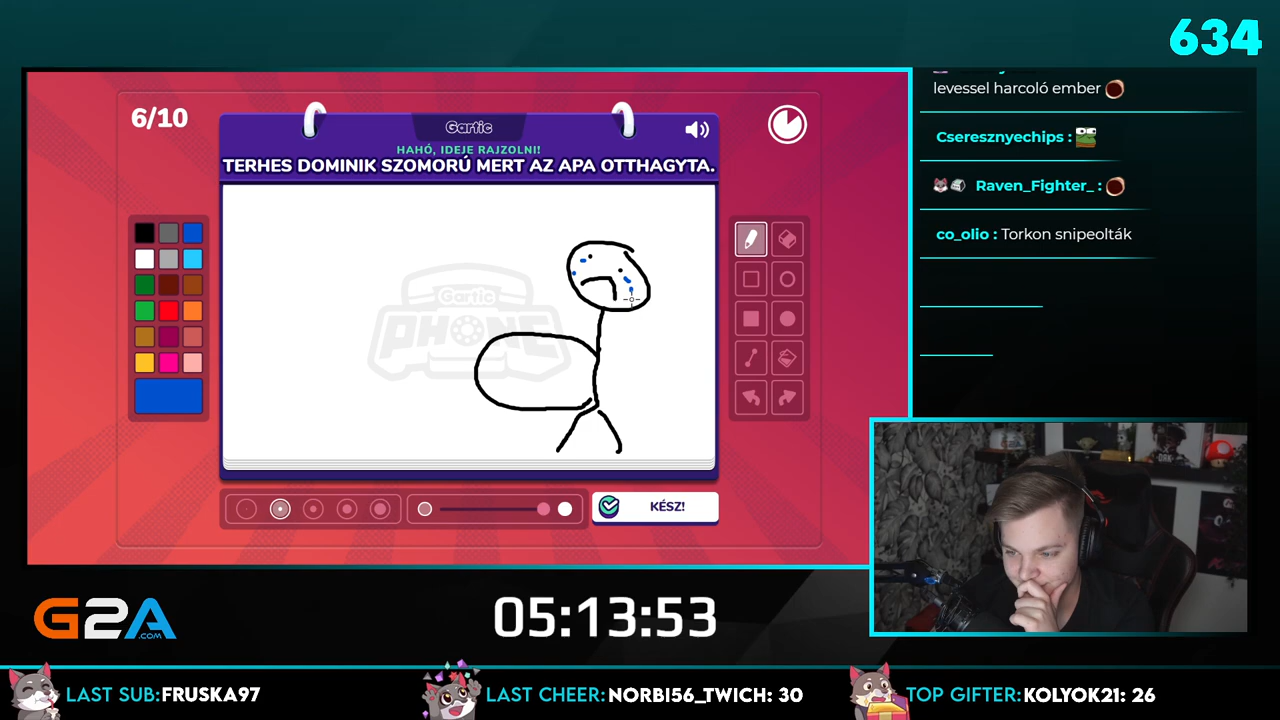 634
6/10
Gartic
HAHÓ, IDEJE RAJZOLNI!
TERHES DOMINIK SZOMORÚ MERT AZ APA OTTHAGYTA.
Gartic
PHONE
KÉSZ!
levessel harcoló ember
Cseresznyechips :
Raven_Fighter_ :
co_olio : Torkon snipeolták
G2A
.COM
05:13:53
LAST SUB:FRUSKA97
LAST CHEER: NORBI56_TWICH: 30
TOP GIFTER: KOLYOK21: 26